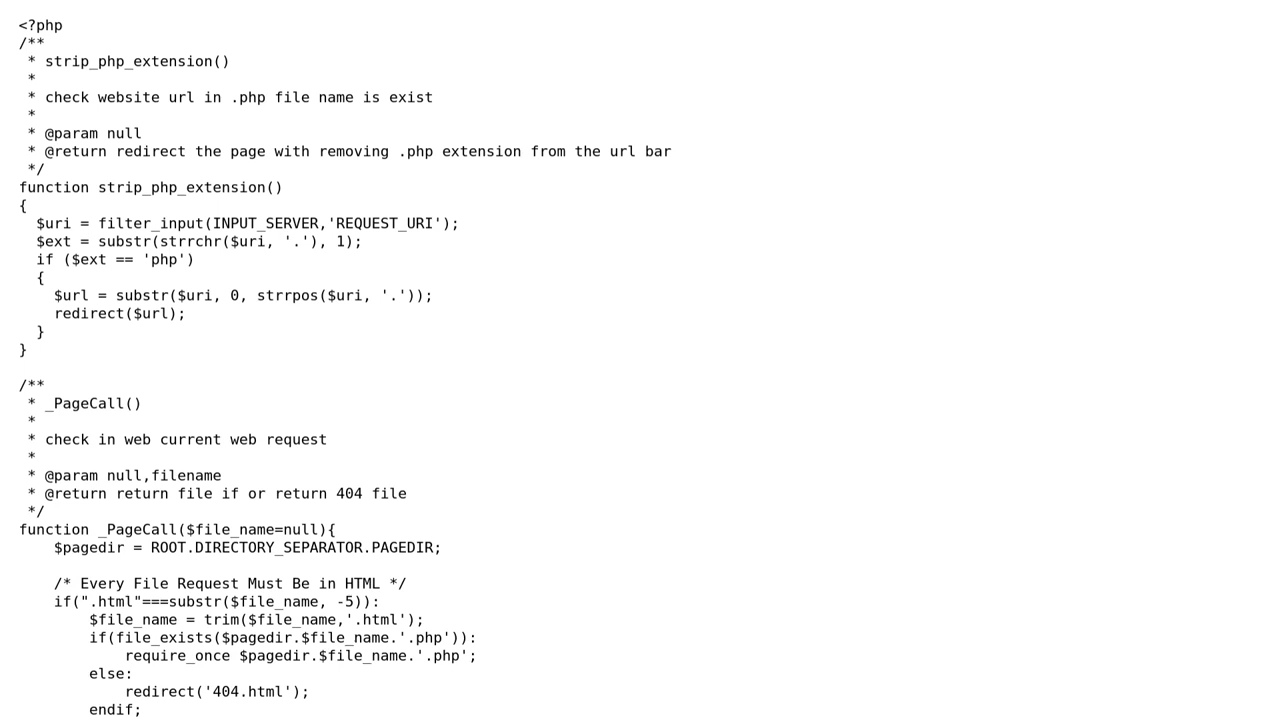 <?php
/**
 * strip_php_extension()
 *
 * check website url in .php file name is exist
 *
 * @param null
 * @return redirect the page with removing .php extension from the url bar
 */
function strip_php_extension()
{
  $uri = filter_input(INPUT_SERVER,'REQUEST_URI');
  $ext = substr(strrchr($uri, '.'), 1);
  if ($ext == 'php')
  {
    $url = substr($uri, 0, strrpos($uri, '.'));
    redirect($url);
  }
}

/**
 * _PageCall()
 *
 * check in web current web request
 *
 * @param null,filename
 * @return return file if or return 404 file
 */
function _PageCall($file_name=null){
    $pagedir = ROOT.DIRECTORY_SEPARATOR.PAGEDIR;

    /* Every File Request Must Be in HTML */
    if(".html"===substr($file_name, -5)):
        $file_name = trim($file_name,'.html');
        if(file_exists($pagedir.$file_name.'.php')):
            require_once $pagedir.$file_name.'.php';
        else:
            redirect('404.html');
        endif;